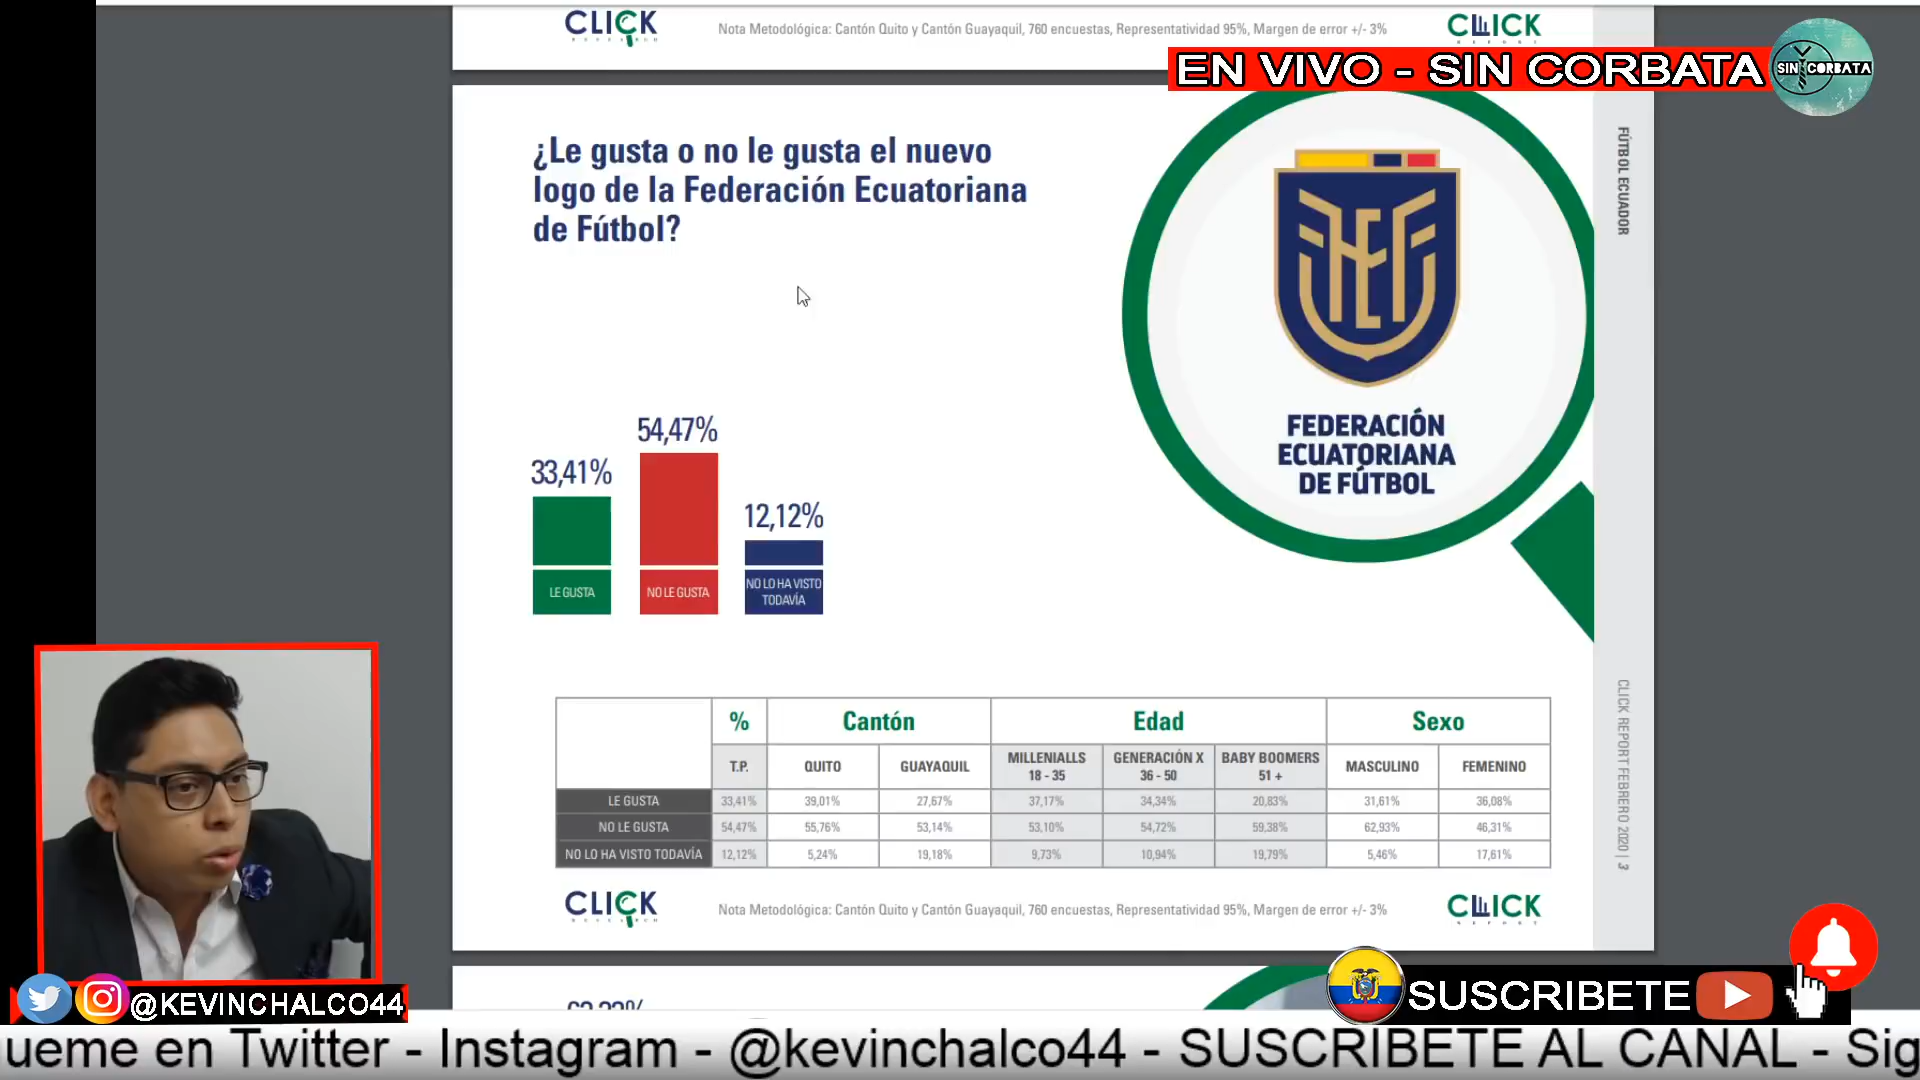 CLICK
Nota Metodológica: Cantón Quito y Cantón Guayaquil, 760 encuestas, Representatividad 95%, Margen de error +/- 3%
CLICK
EN VIVO - SIN CORBATA
SIN CORBATA
¿Le gusta o no le gusta el nuevo
logo de la Federación Ecuatoriana
de Fútbol?
FÚTBOL ECUADOR
FEF
FEDERACIÓN
ECUATORIANA
DE FÚTBOL
33,41%
54,47%
12,12%
LE GUSTA
NO LE GUSTA
NO LO HA VISTO
TODAVÍA
% Cantón Edad Sexo
T.P. QUITO GUAYAQUIL MILLENIALLS 18 - 35 GENERACIÓN X 36 - 50 BABY BOOMERS 51 + MASCULINO FEMENINO
LE GUSTA 33,41% 39,01% 27,67% 37,17% 34,34% 20,83% 31,61% 36,08%
NO LE GUSTA 54,47% 55,76% 53,14% 53,10% 54,72% 59,38% 62,93% 46,31%
NO LO HA VISTO TODAVÍA 12,12% 5,24% 19,18% 9,73% 10,94% 19,79% 5,46% 17,61%
CLICK REPORT FEBRERO 2020 | 3
CLICK
Nota Metodológica: Cantón Quito y Cantón Guayaquil, 760 encuestas, Representatividad 95%, Margen de error +/- 3%
CLICK
@KEVINCHALCO44
SUSCRIBETE
ueme en Twitter - Instagram - @kevinchalco44 - SUSCRIBETE AL CANAL - Sig